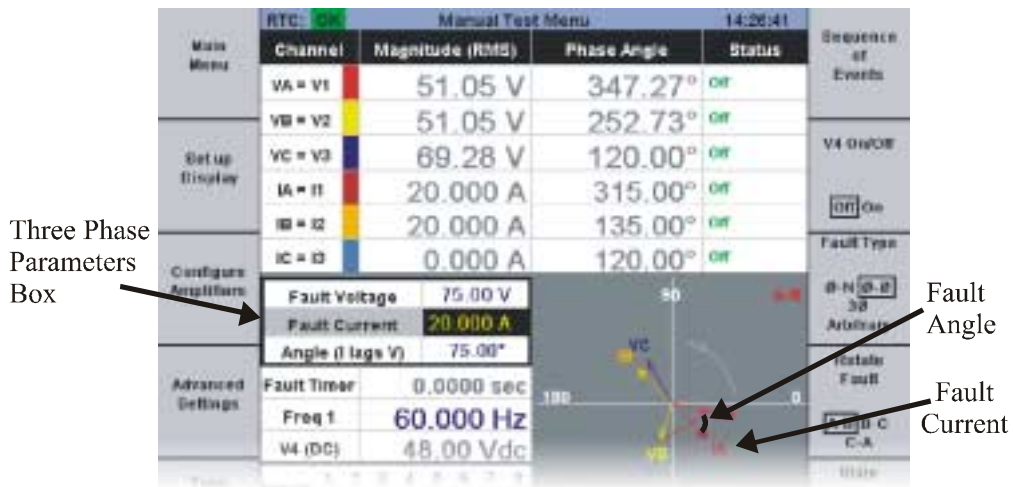 RTC: OK Manual Test Menu 14:26:41
Main
Menu
Channel Magnitude (RMS) Phase Angle Status
VA = V1 51.05 V 347.27° Off
VB = V2 51.05 V 252.73° Off
VC = V3 69.28 V 120.00° Off
IA = I1 20.000 A 315.00° Off
IB = I2 20.000 A 135.00° Off
IC = I3 0.000 A 120.00° Off
Sequence
of
Events
Set up
Display
V4 On/Off
Off On
Three Phase
Parameters
Box
Configure
Amplifiers
Fault Voltage 75.00 V
Fault Current 20.000 A
Angle (I lags V) 75.00°
Fault Type
Ø-N Ø-Ø
3Ø
Arbitrary
Fault
Angle
90
VC
180
0
VB
IA
Advanced
Settings
Fault Timer 0.0000 sec
Freq 1 60.000 Hz
V4 (DC) 48.00 Vdc
Rotate
Fault
A-B B-C
C-A
Fault
Current